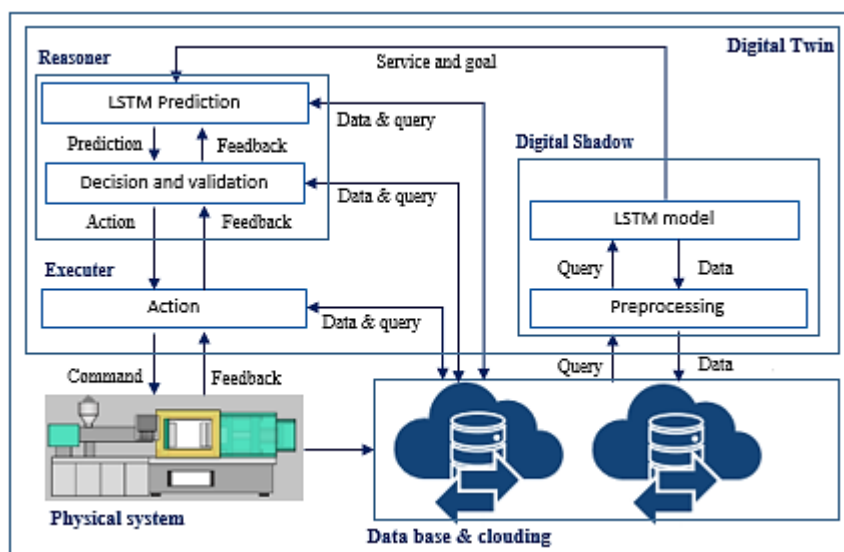 Digital Twin
Reasoner
Service and goal
LSTM Prediction
Data & query
Prediction
Feedback
Digital Shadow
Decision and validation
Data & query
LSTM model
Action
Feedback
Query
Data
Executer
Action
Preprocessing
Data & query
Command
Feedback
Query
Data
Physical system
Data base & clouding